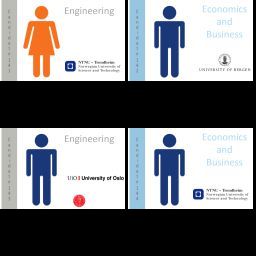 Engineering
NTNU – Trondheim
Norwegian University of
Science and Technology
Economics
and
Business
UNIVERSITY OF BERGEN
Engineering
UiO
University of Oslo
Economics
and
Business
NTNU – Trondheim
Norwegian University of
Science and Technology